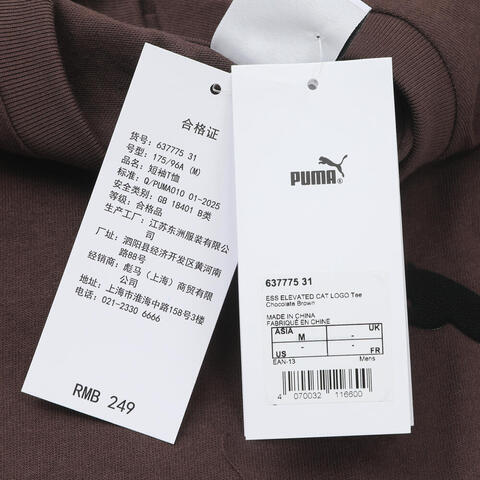 合格证
货号: 637775 31
号型: 175/96A (M)
品名: 短袖T恤
标准: Q/PUMA010 01-2025
安全类别: GB 18401 B类
等级: 合格品
生产工厂: 江苏东洲服装有限公
司
厂址: 泗阳县经济开发区黄河南
路88号
经销商: 彪马(上海)商贸有限公
司
地址: 上海市淮海中路158号3楼
电话: 021-2330 6666
RMB 249
PUMA®
637775 31
ESS ELEVATED CAT LOGO Tee
Chocolate Brown
MADE IN CHINA
FABRIQUÉ EN CHINE
ASIA M - UK
US - - FR
EAN-13 Mens
4 070032 116600